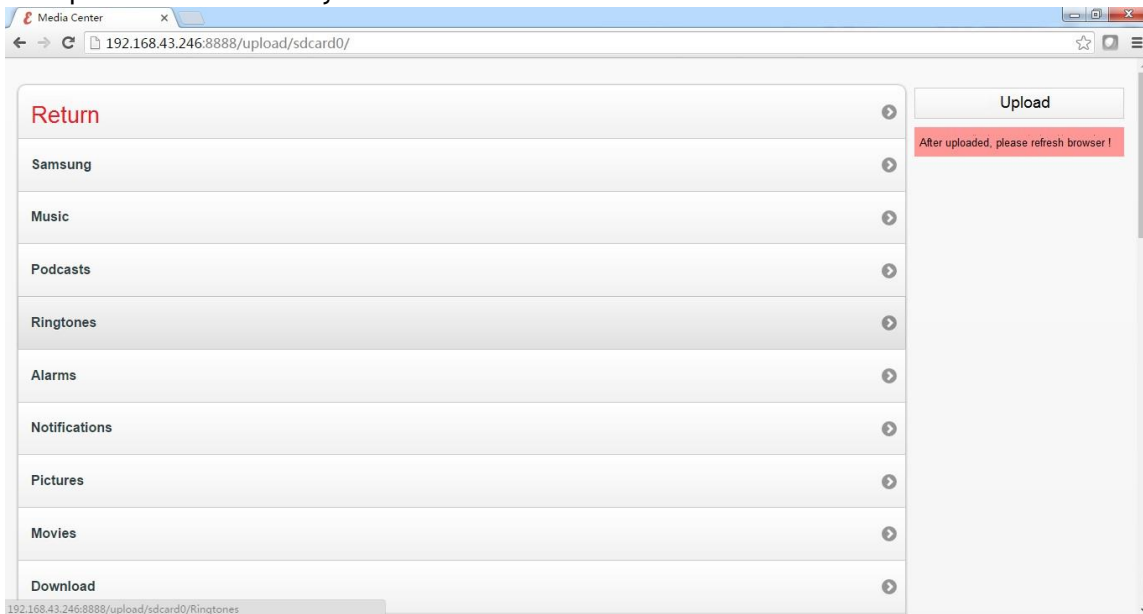 Media Center
192.168.43.246:8888/upload/sdcard0/
Return
Upload
After uploaded, please refresh browser !
Samsung
Music
Podcasts
Ringtones
Alarms
Notifications
Pictures
Movies
Download
192.168.43.246:8888/upload/sdcard0/Ringtones